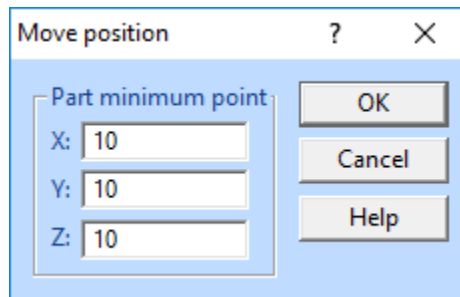 Move position ?
Part minimum point
X: 10
Y: 10
Z: 10
OK
Cancel
Help